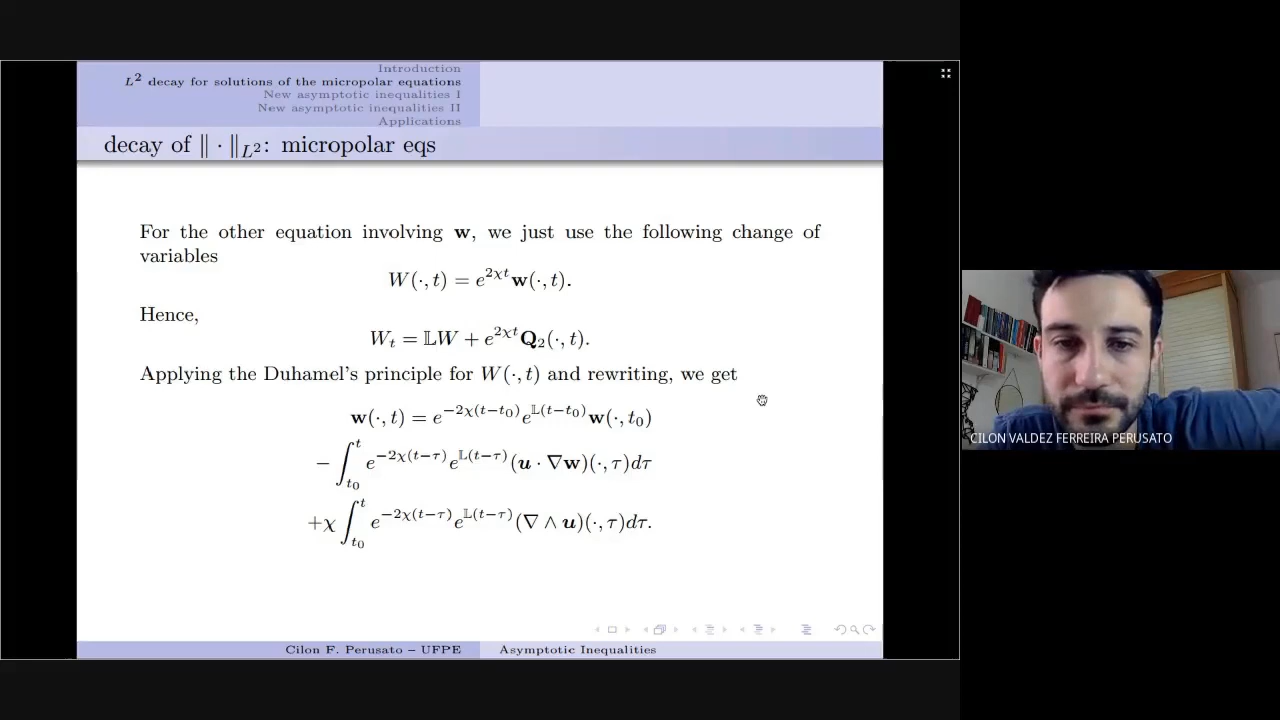 Introduction
L² decay for solutions of the micropolar equations
New asymptotic inequalities I
New asymptotic inequalities II
Applications
decay of ‖ · ‖_{L²}: micropolar eqs
For the other equation involving w, we just use the following change of
variables
W(·, t) = e^{2χt}w(·, t).
Hence,
W_t = 𝕃W + e^{2χt}Q₂(·, t).
Applying the Duhamel's principle for W(·, t) and rewriting, we get
w(·, t) = e^{−2χ(t−t₀)}e^{𝕃(t−t₀)}w(·, t₀)
− ∫_{t₀}^{t} e^{−2χ(t−τ)}e^{𝕃(t−τ)}(u · ∇w)(·, τ)dτ
+χ ∫_{t₀}^{t} e^{−2χ(t−τ)}e^{𝕃(t−τ)}(∇ ∧ u)(·, τ)dτ.
Cilon F. Perusato – UFPE
Asymptotic Inequalities
CILON VALDEZ FERREIRA PERUSATO